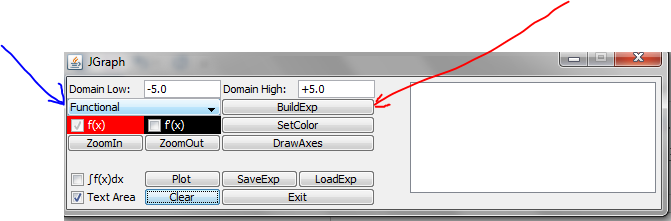 JGraph
Domain Low: -5.0 Domain High: +5.0
Functional BuildExp
f(x) f'(x) SetColor
ZoomIn ZoomOut DrawAxes
∫f(x)dx Plot SaveExp LoadExp
Text Area Clear Exit